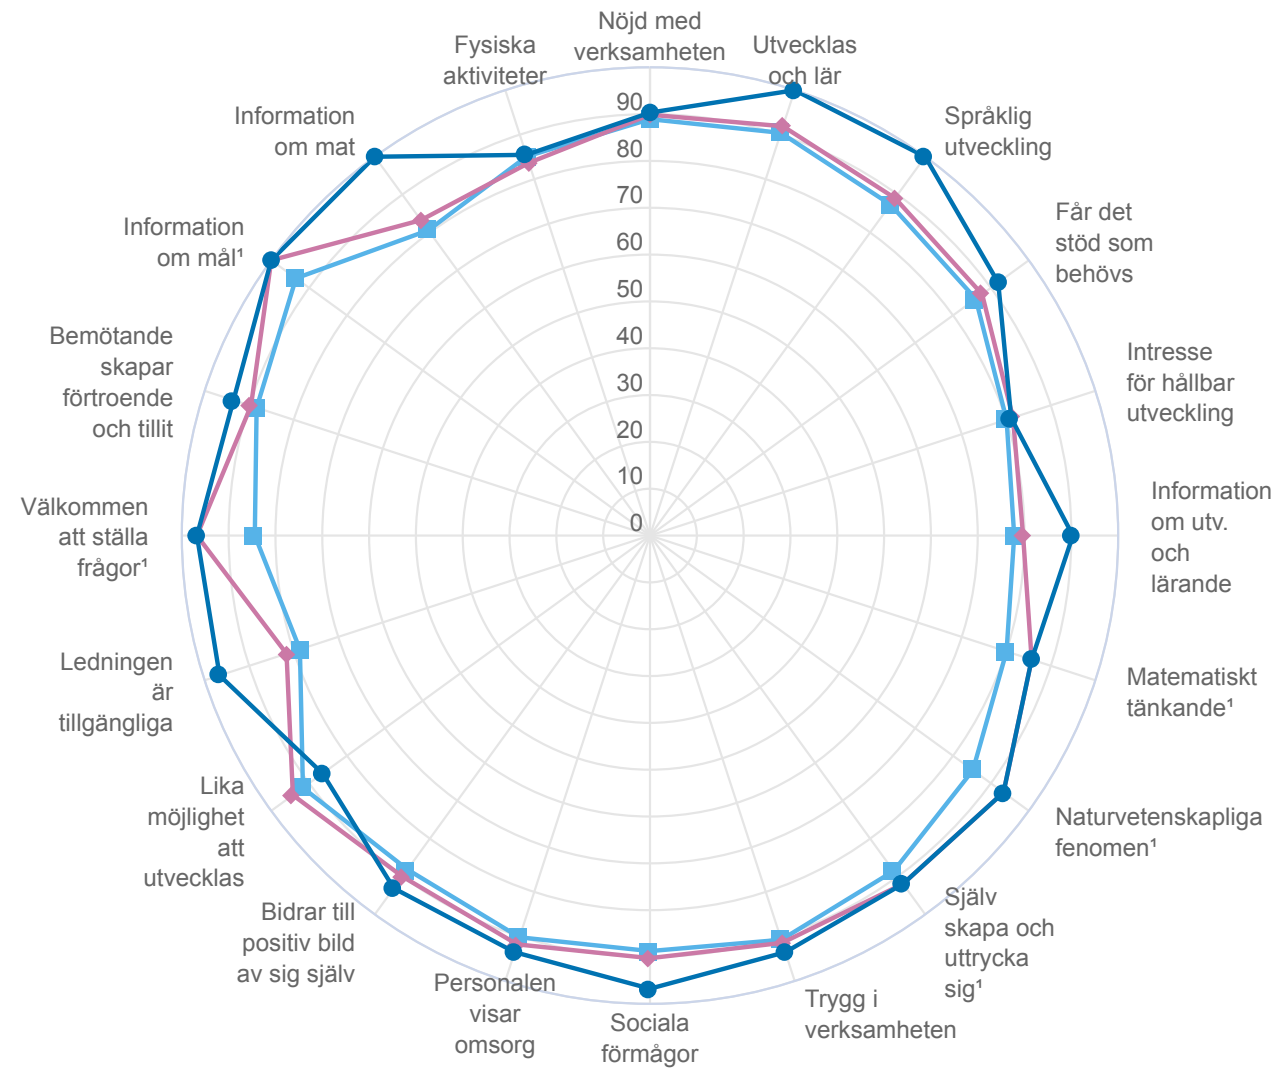 Nöjd med
verksamheten
Utvecklas
och lär
Språklig
utveckling
Får det
stöd som
behövs
Intresse
för hållbar
utveckling
Information
om utv.
och
lärande
Matematiskt
tänkande¹
Naturvetenskapliga
fenomen¹
Själv
skapa och
uttrycka
sig¹
Trygg i
verksamheten
Sociala
förmågor
Personalen
visar
omsorg
Bidrar till
positiv bild
av sig själv
Lika
möjlighet
att
utvecklas
Ledningen
är
tillgängliga
Välkommen
att ställa
frågor¹
Bemötande
skapar
förtroende
och tillit
Information
om mål¹
Information
om mat
Fysiska
aktiviteter
90
80
70
60
50
40
30
20
10
0